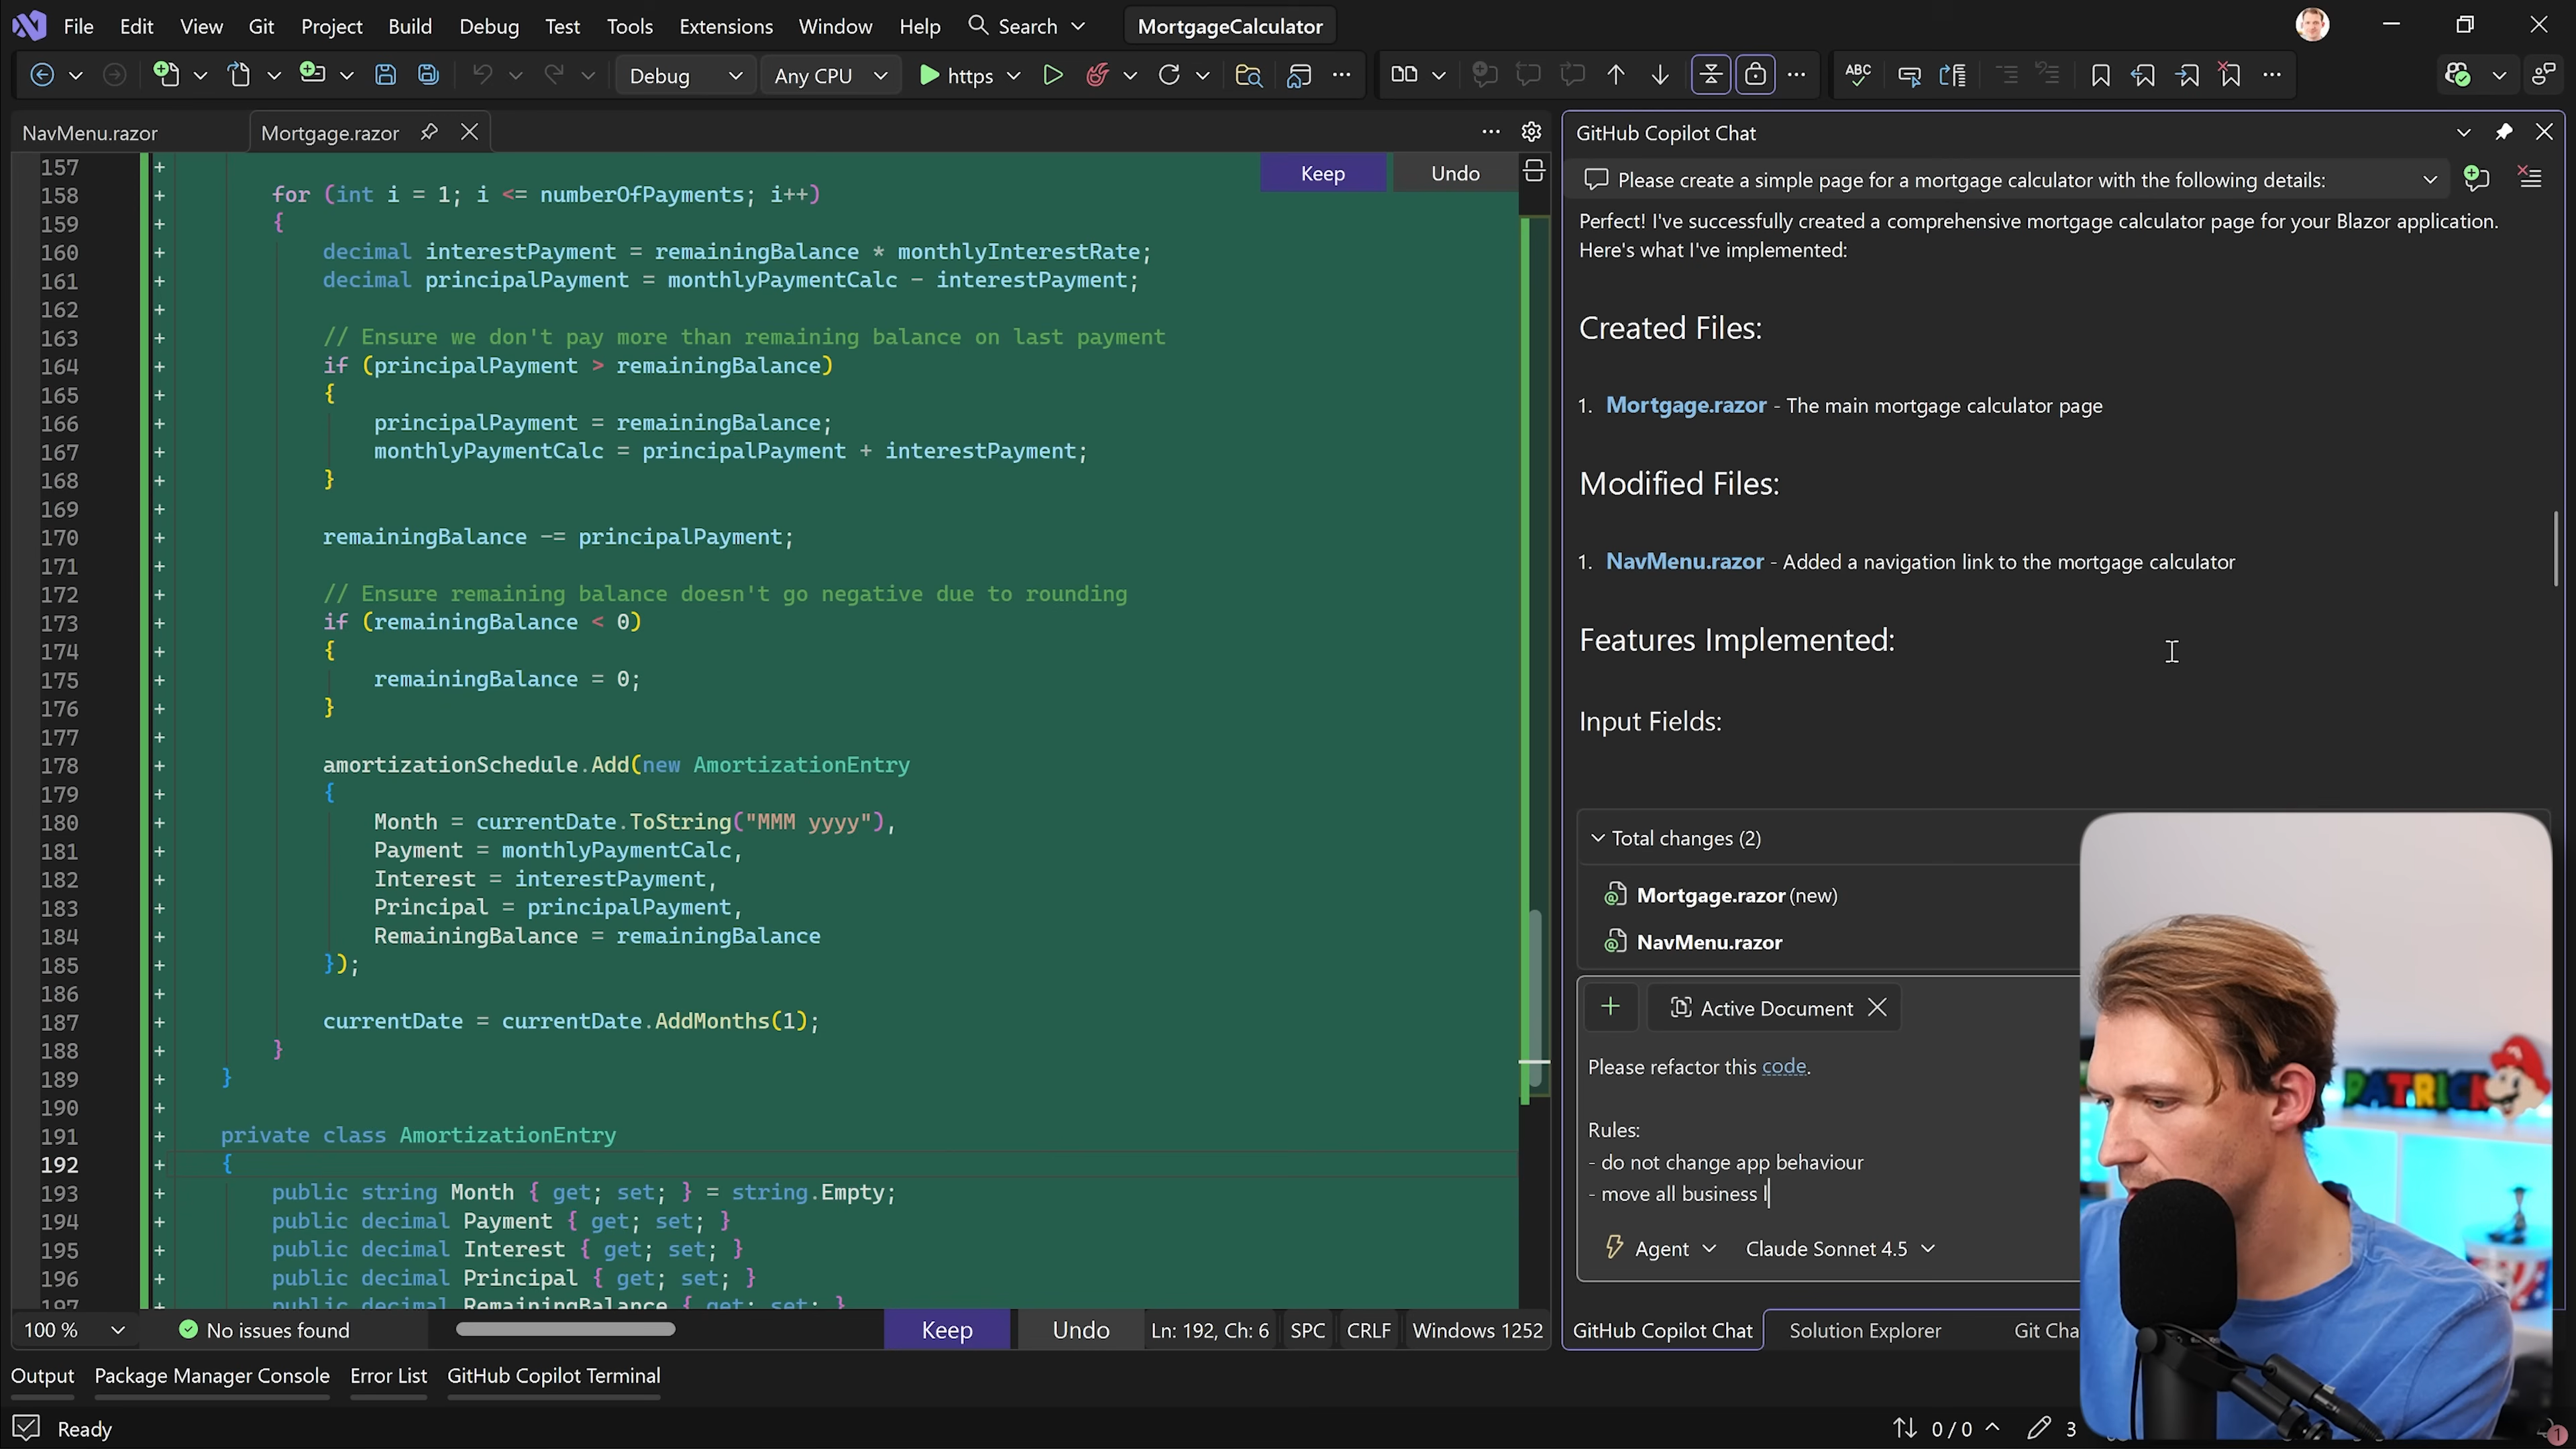 File Edit View Git Project Build Debug Test Tools Extensions Window Help Search MortgageCalculator
Debug Any CPU https ABC
NavMenu.razor Mortgage.razor
157 +
158 + for (int i = 1; i <= numberOfPayments; i++)
159 + {
160 + decimal interestPayment = remainingBalance * monthlyInterestRate;
161 + decimal principalPayment = monthlyPaymentCalc - interestPayment;
162 +
163 + // Ensure we don't pay more than remaining balance on last payment
164 + if (principalPayment > remainingBalance)
165 + {
166 + principalPayment = remainingBalance;
167 + monthlyPaymentCalc = principalPayment + interestPayment;
168 + }
169 +
170 + remainingBalance -= principalPayment;
171 +
172 + // Ensure remaining balance doesn't go negative due to rounding
173 + if (remainingBalance < 0)
174 + {
175 + remainingBalance = 0;
176 + }
177 +
178 + amortizationSchedule.Add(new AmortizationEntry
179 + {
180 + Month = currentDate.ToString("MMM yyyy"),
181 + Payment = monthlyPaymentCalc,
182 + Interest = interestPayment,
183 + Principal = principalPayment,
184 + RemainingBalance = remainingBalance
185 + });
186 +
187 + currentDate = currentDate.AddMonths(1);
188 + }
189 + }
190 +
191 + private class AmortizationEntry
192 + {
193 + public string Month { get; set; } = string.Empty;
194 + public decimal Payment { get; set; }
195 + public decimal Interest { get; set; }
196 + public decimal Principal { get; set; }
197 public decimal RemainingBalance { get; set; }
Keep Undo
100 % No issues found Keep Undo Ln: 192, Ch: 6 SPC CRLF Windows 1252
GitHub Copilot Chat
Please create a simple page for a mortgage calculator with the following details:
Perfect! I've successfully created a comprehensive mortgage calculator page for your Blazor application.
Here's what I've implemented:
Created Files:
1. Mortgage.razor - The main mortgage calculator page
Modified Files:
1. NavMenu.razor - Added a navigation link to the mortgage calculator
Features Implemented:
Input Fields:
Total changes (2)
Mortgage.razor (new)
NavMenu.razor
Active Document
Please refactor this code.
Rules:
- do not change app behaviour
- move all business l
Agent Claude Sonnet 4.5
GitHub Copilot Chat Solution Explorer Git Cha
PATRICK
Output Package Manager Console Error List GitHub Copilot Terminal
Ready 0 / 0 3
1